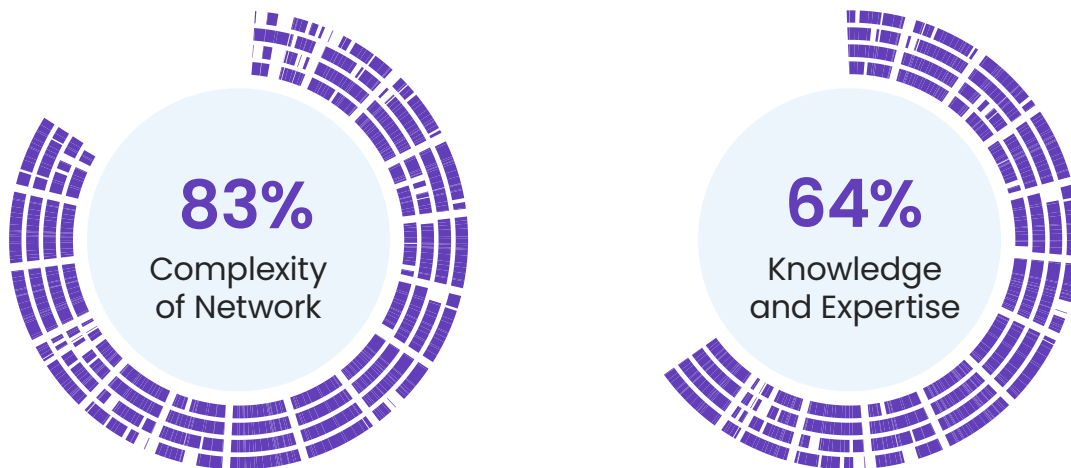 83%
Complexity
of Network
64%
Knowledge
and Expertise